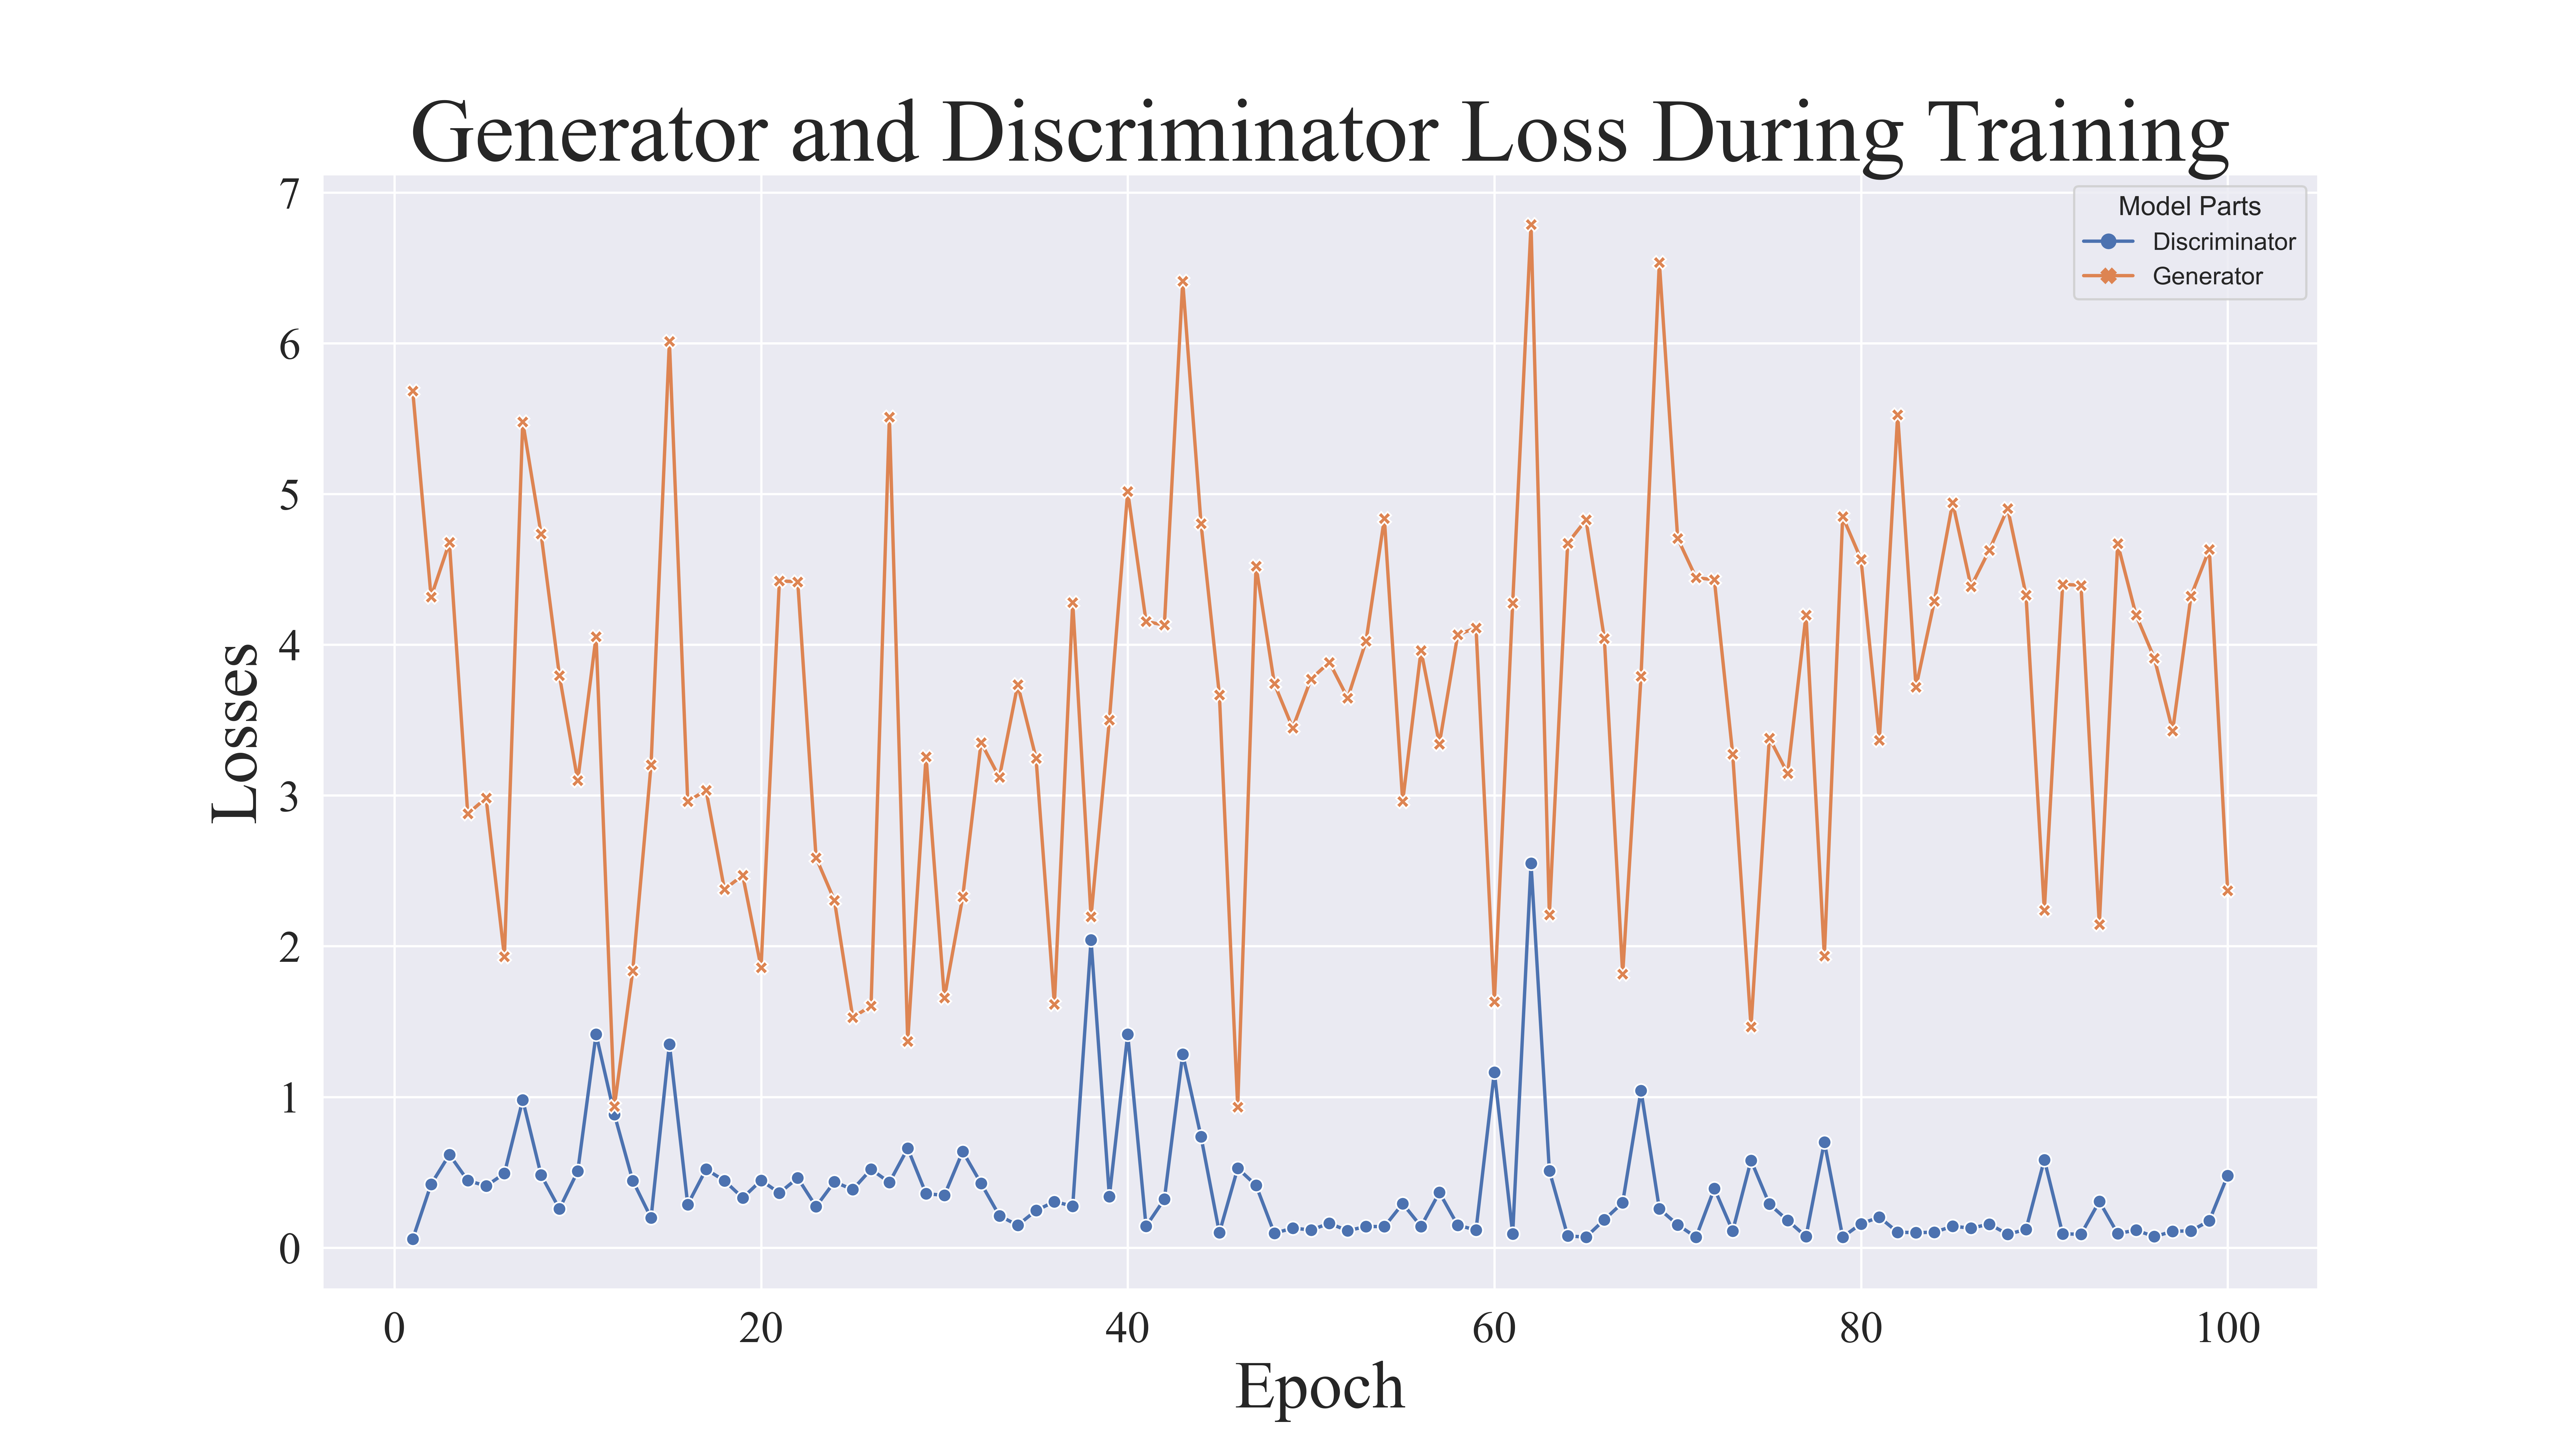 Generator and Discriminator Loss During Training
7
6
5
4
3
2
1
0
Losses
Model Parts
Discriminator
Generator
0 20 40 60 80 100
Epoch